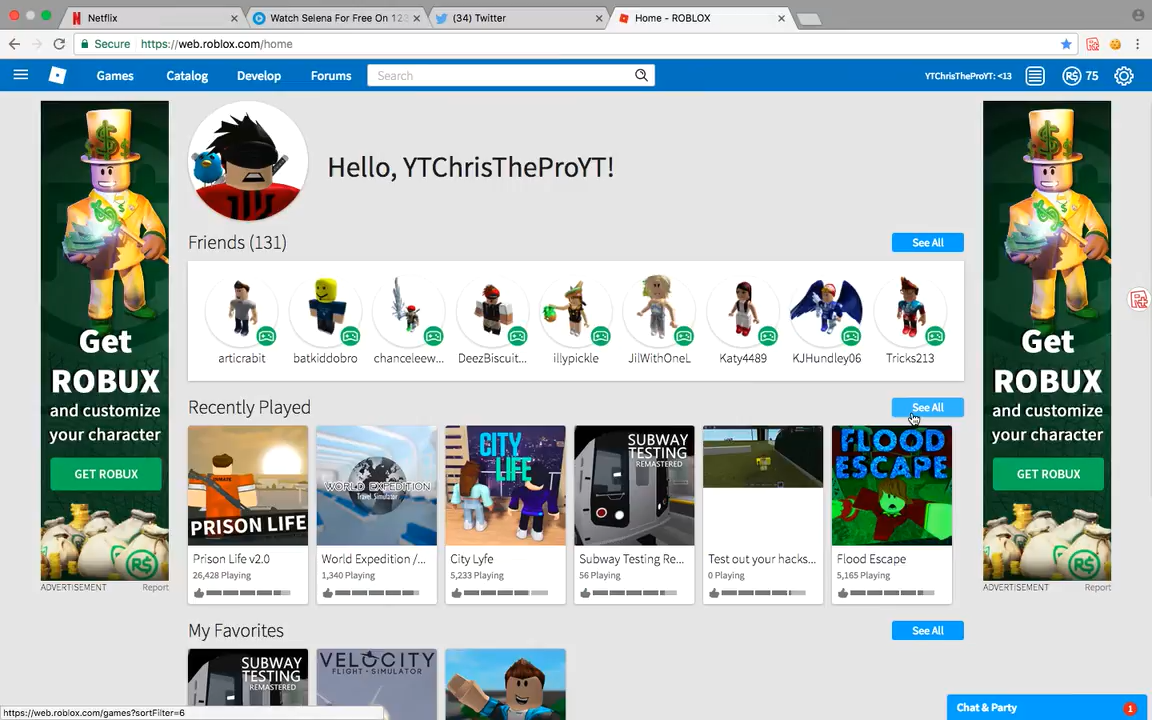 Netflix
Watch Selena For Free On 123
(34) Twitter
Home - ROBLOX
Secure
https://web.roblox.com/home
Games
Catalog
Develop
Forums
Search
YTChrisTheProYT: <13
R$ 75
Hello, YTChrisTheProYT!
Friends (131)
See All
articrabit
batkiddobro
chanceleew...
DeezBiscuit...
illypickle
JilWithOneL
Katy4489
KJHundley06
Tricks213
Get
ROBUX
and customize
your character
GET ROBUX
R$
ADVERTISEMENT
Report
Get
ROBUX
and customize
your character
GET ROBUX
R$
ADVERTISEMENT
Report
Recently Played
See All
PRISON LIFE
WORLD EXPEDITION
Travel Simulator
CITY
LIFE
SUBWAY
TESTING
REMASTERED
FLOOD
ESCAPE
Prison Life v2.0
26,428 Playing
World Expedition /...
1,340 Playing
City Lyfe
5,233 Playing
Subway Testing Re...
56 Playing
Test out your hacks...
0 Playing
Flood Escape
5,165 Playing
My Favorites
See All
SUBWAY
TESTING
REMASTERED
VELOCITY
FLIGHT - SIMULATOR
https://web.roblox.com/games?sortFilter=6
Chat & Party
1